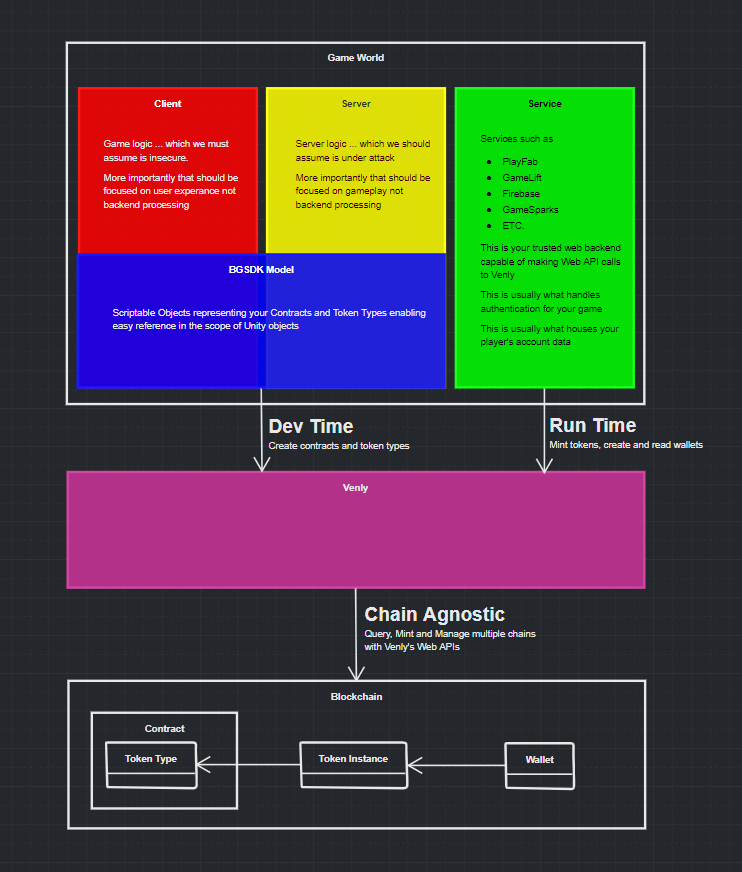 Game World
Client
Game logic ... which we must
assume is insecure.
More importantly that should be
focused on user experance not
backend processing
Server
Server logic ... which we should
assume is under attack
More importantly that should be
focused on gameplay not
backend processing
Service
Services such as
PlayFab
GameLift
Firebase
GameSparks
ETC.
This is your trusted web backend
capable of making Web API calls
to Venly
This is usually what handles
authentication for your game
This is usually what houses your
player's account data
BGSDK Model
Scriptable Objects representing your Contracts and Token Types enabling
easy reference in the scope of Unity objects
Dev Time
Create contracts and token types
Run Time
Mint tokens, create and read wallets
Venly
Chain Agnostic
Query, Mint and Manage multiple chains
with Venly's Web APIs
Blockchain
Contract
Token Type
Token Instance
Wallet